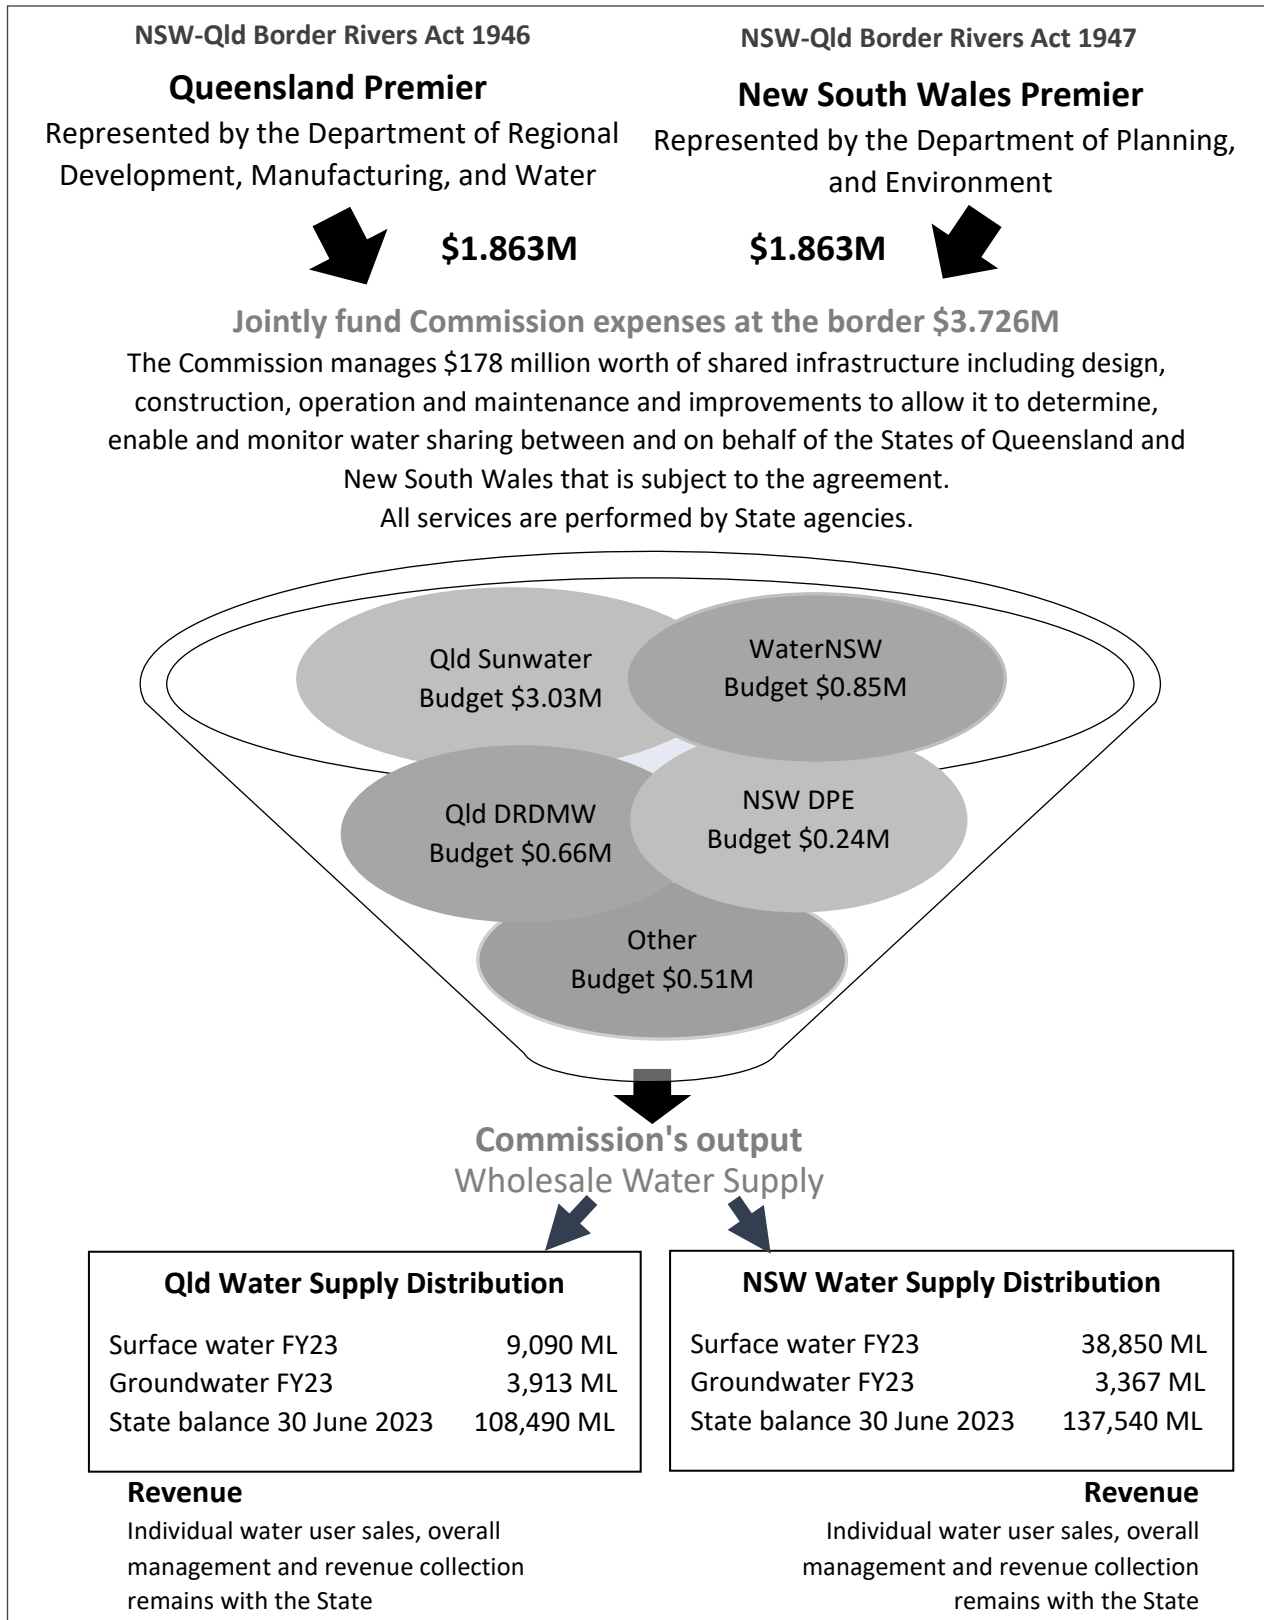 NSW-Qld Border Rivers Act 1946
Queensland Premier
Represented by the Department of Regional
Development, Manufacturing, and Water
$1.863M
NSW-Qld Border Rivers Act 1947
New South Wales Premier
Represented by the Department of Planning,
and Environment
$1.863M
Jointly fund Commission expenses at the border $3.726M
The Commission manages $178 million worth of shared infrastructure including design,
construction, operation and maintenance and improvements to allow it to determine,
enable and monitor water sharing between and on behalf of the States of Queensland and
New South Wales that is subject to the agreement.
All services are performed by State agencies.
Qld Sunwater
Budget $3.03M
WaterNSW
Budget $0.85M
Qld DRDMW
Budget $0.66M
NSW DPE
Budget $0.24M
Other
Budget $0.51M
Commission's output
Wholesale Water Supply
Qld Water Supply Distribution
Surface water FY23 9,090 ML
Groundwater FY23 3,913 ML
State balance 30 June 2023 108,490 ML
Revenue
Individual water user sales, overall
management and revenue collection
remains with the State
NSW Water Supply Distribution
Surface water FY23 38,850 ML
Groundwater FY23 3,367 ML
State balance 30 June 2023 137,540 ML
Revenue
Individual water user sales, overall
management and revenue collection
remains with the State